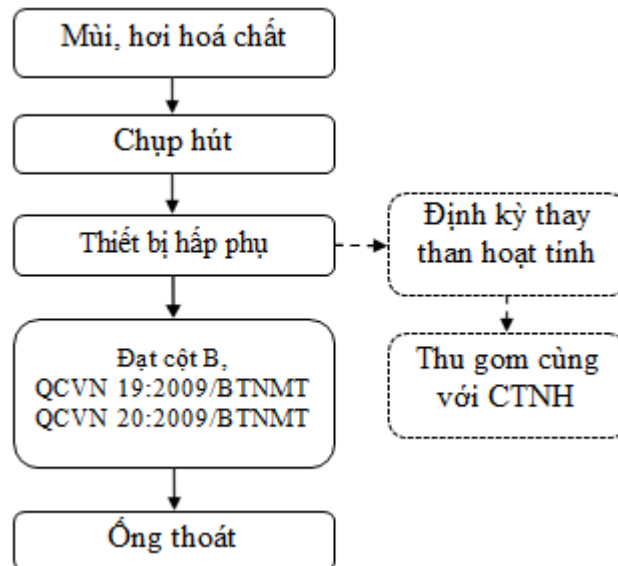 Mùi, hơi hoá chất
Chụp hút
Thiết bị hấp phụ
Định kỳ thay
than hoạt tính
Đạt cột B,
QCVN 19:2009/BTNMT
QCVN 20:2009/BTNMT
Thu gom cùng
với CTNH
Ống thoát